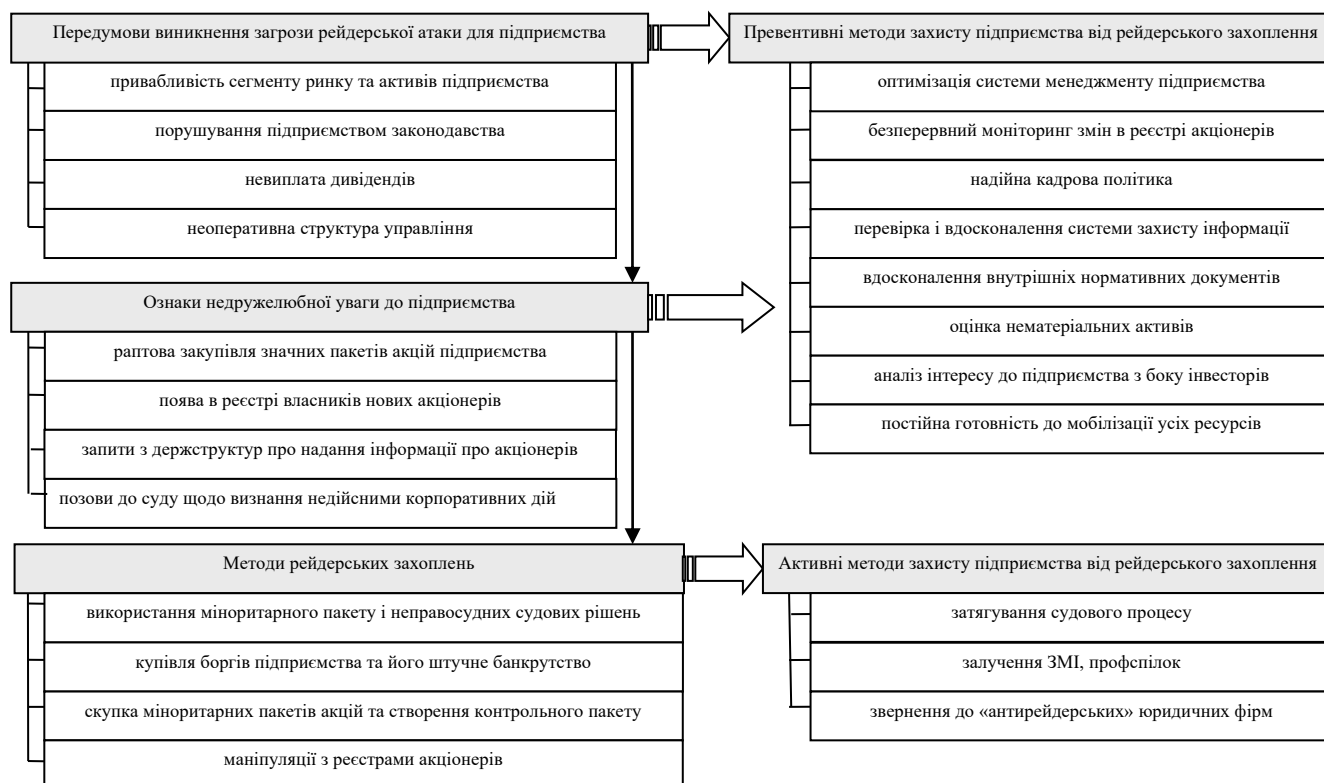 Передумови виникнення загрози рейдерської атаки для підприємства
привабливість сегменту ринку та активів підприємства
порушування підприємством законодавства
невиплата дивідендів
неоперативна структура управління
Ознаки недружелюбної уваги до підприємства
раптова закупівля значних пакетів акцій підприємства
поява в реєстрі власників нових акціонерів
запити з держструктур про надання інформації про акціонерів
позови до суду щодо визнання недійсними корпоративних дій
Методи рейдерських захоплень
використання міноритарного пакету і неправосудних судових рішень
купівля боргів підприємства та його штучне банкрутство
скупка міноритарних пакетів акцій та створення контрольного пакету
маніпуляції з реєстрами акціонерів
Превентивні методи захисту підприємства від рейдерського захоплення
оптимізація системи менеджменту підприємства
безперервний моніторинг змін в реєстрі акціонерів
надійна кадрова політика
перевірка і вдосконалення системи захисту інформації
вдосконалення внутрішніх нормативних документів
оцінка нематеріальних активів
аналіз інтересу до підприємства з боку інвесторів
постійна готовність до мобілізації усіх ресурсів
Активні методи захисту підприємства від рейдерського захоплення
затягування судового процесу
залучення ЗМІ, профспілок
звернення до «антирейдерських» юридичних фірм